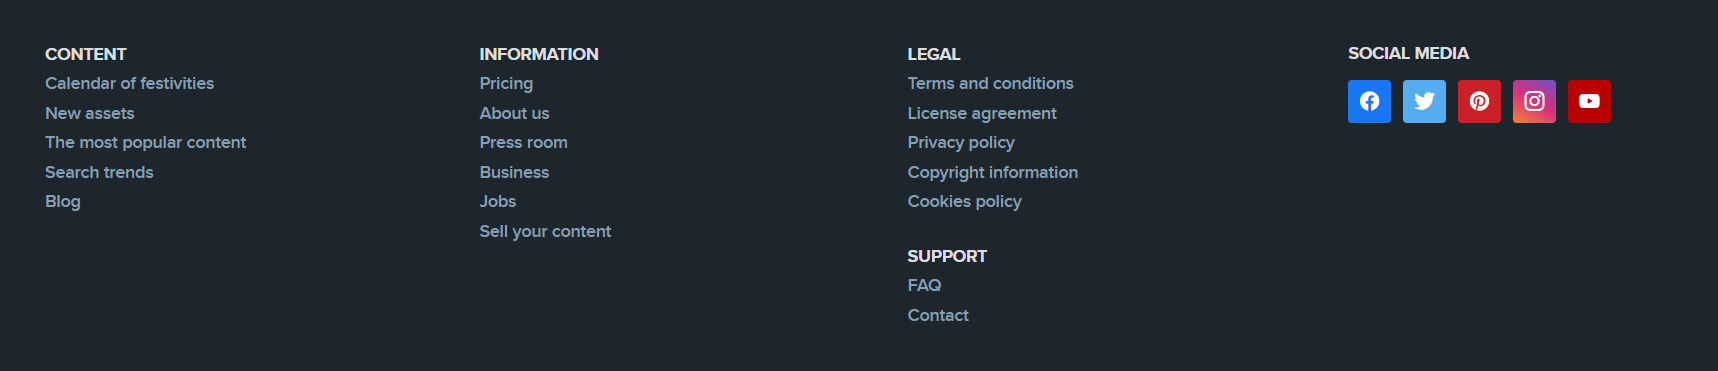 CONTENT
Calendar of festivities
New assets
The most popular content
Search trends
Blog
INFORMATION
Pricing
About us
Press room
Business
Jobs
Sell your content
LEGAL
Terms and conditions
License agreement
Privacy policy
Copyright information
Cookies policy
SUPPORT
FAQ
Contact
SOCIAL MEDIA